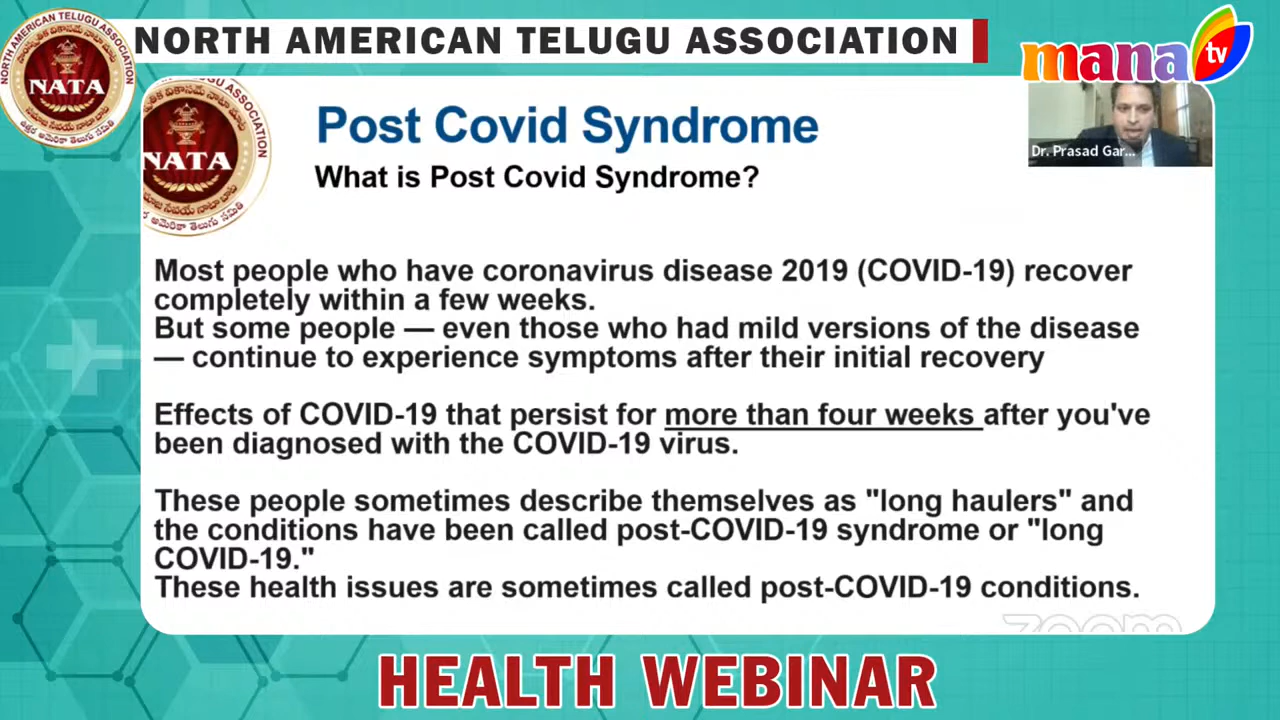 NORTH AMERICAN TELUGU ASSOCIATION
NATA
mana tv
NATA
Post Covid Syndrome
What is Post Covid Syndrome?
Dr. Prasad Gar...
Most people who have coronavirus disease 2019 (COVID-19) recover
completely within a few weeks.
But some people — even those who had mild versions of the disease
— continue to experience symptoms after their initial recovery
Effects of COVID-19 that persist for more than four weeks after you've
been diagnosed with the COVID-19 virus.
These people sometimes describe themselves as "long haulers" and
the conditions have been called post-COVID-19 syndrome or "long
COVID-19."
These health issues are sometimes called post-COVID-19 conditions.
zoom
HEALTH WEBINAR